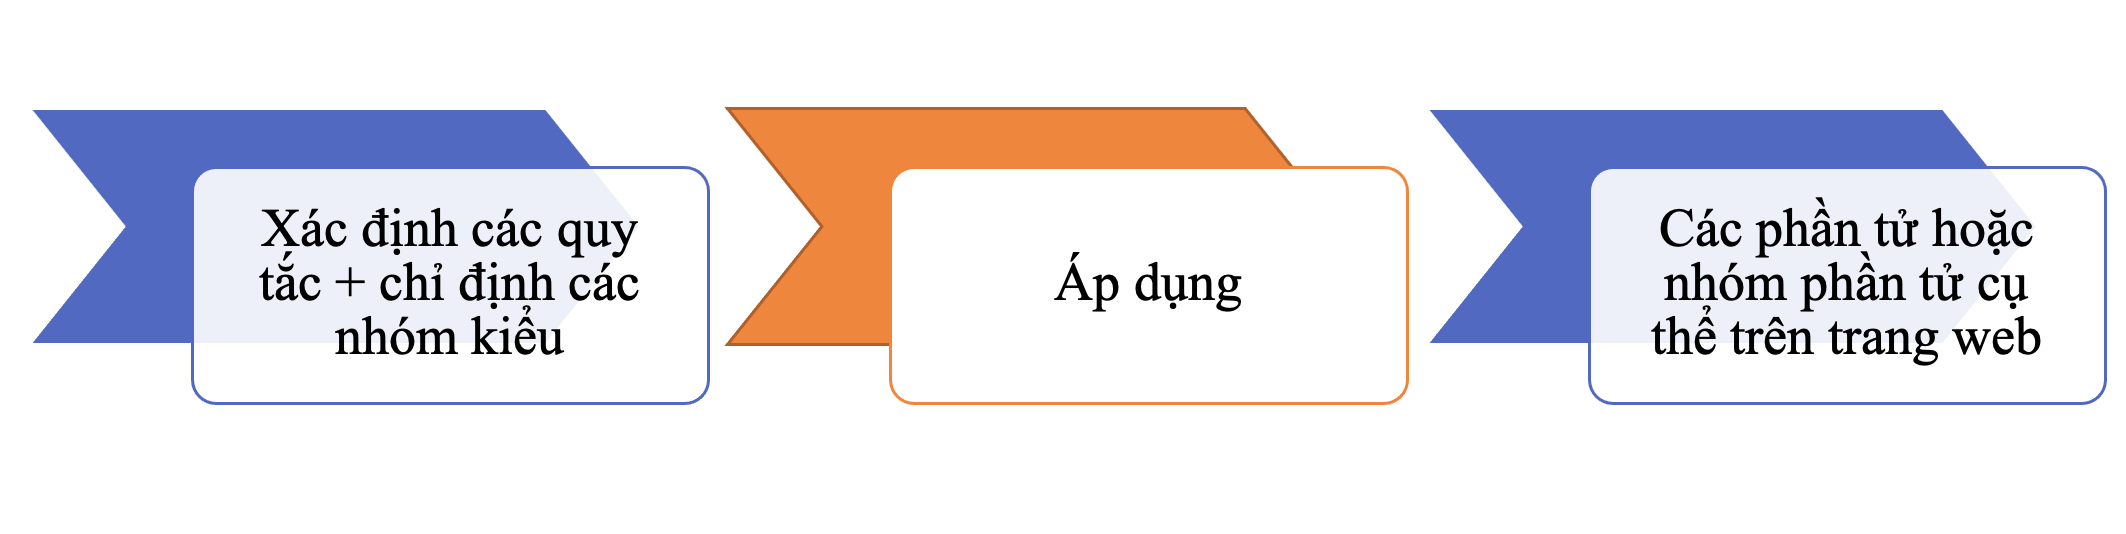 Xác định các quy
tắc + chỉ định các
nhóm kiểu
Áp dụng
Các phần tử hoặc
nhóm phần tử cụ
thể trên trang web